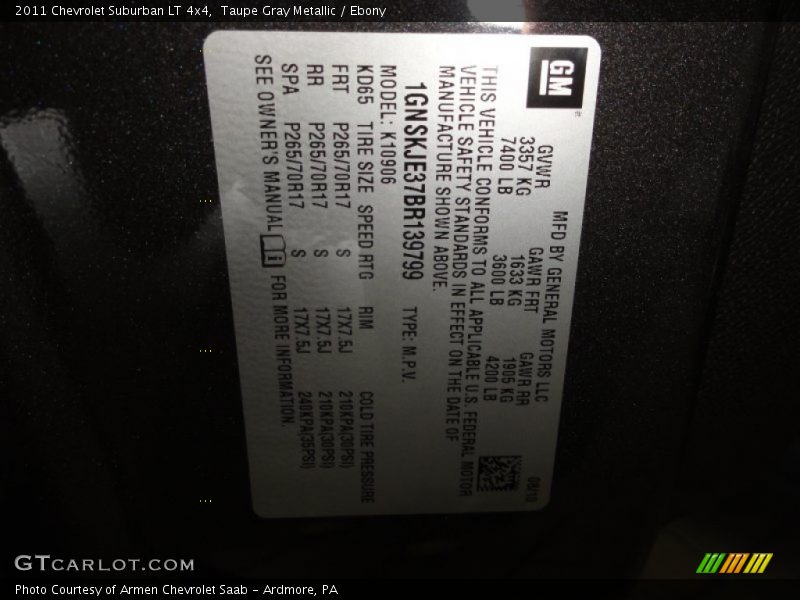 2011 Chevrolet Suburban LT 4x4,  Taupe Gray Metallic / Ebony
GM
MFD BY GENERAL MOTORS LLC 08/10
GVWR GAWR FRT GAWR RR
3357 KG 1633 KG 1905 KG
7400 LB 3600 LB 4200 LB
THIS VEHICLE CONFORMS TO ALL APPLICABLE U.S. FEDERAL MOTOR
VEHICLE SAFETY STANDARDS IN EFFECT ON THE DATE OF
MANUFACTURE SHOWN ABOVE.
1GNSKJE37BR139799 TYPE: M.P.V.
MODEL: K10906
KD65 TIRE SIZE SPEED RTG RIM COLD TIRE PRESSURE
FRT P265/70R17 S 17X7.5J 210KPA(30PSI)
RR P265/70R17 S 17X7.5J 210KPA(30PSI)
SPA P265/70R17 S 17X7.5J 240KPA(35PSI)
SEE OWNER'S MANUAL FOR MORE INFORMATION.
GTCARLOT.COM
Photo Courtesy of Armen Chevrolet Saab - Ardmore, PA